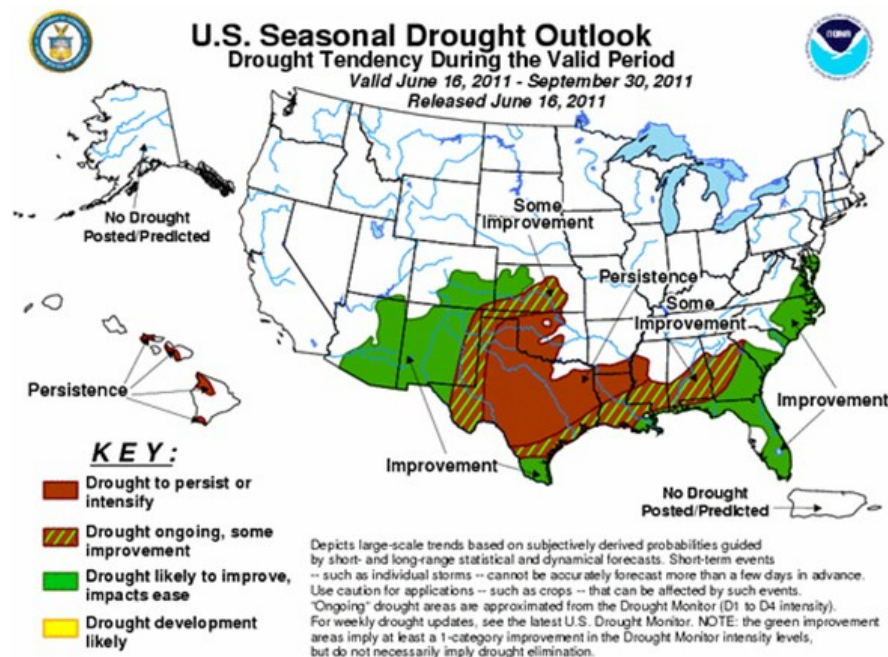 U.S. Seasonal Drought Outlook
Drought Tendency During the Valid Period
Valid June 16, 2011 - September 30, 2011
Released June 16, 2011
NOAA
No Drought
Posted/Predicted
Some
Improvement
Persistence
Some
Improvement
Persistence
Improvement
Improvement
No Drought
Posted/Predicted
KEY:
Drought to persist or
intensify
Drought ongoing, some
improvement
Drought likely to improve,
impacts ease
Drought development
likely
Depicts large-scale trends based on subjectively derived probabilities guided
by short- and long-range statistical and dynamical forecasts. Short-term events
-- such as individual storms -- cannot be accurately forecast more than a few days in advance.
Use caution for applications -- such as crops -- that can be affected by such events.
"Ongoing" drought areas are approximated from the Drought Monitor (D1 to D4 intensity).
For weekly drought updates, see the latest U.S. Drought Monitor. NOTE: the green improvement
areas imply at least a 1-category improvement in the Drought Monitor intensity levels,
but do not necessarily imply drought elimination.